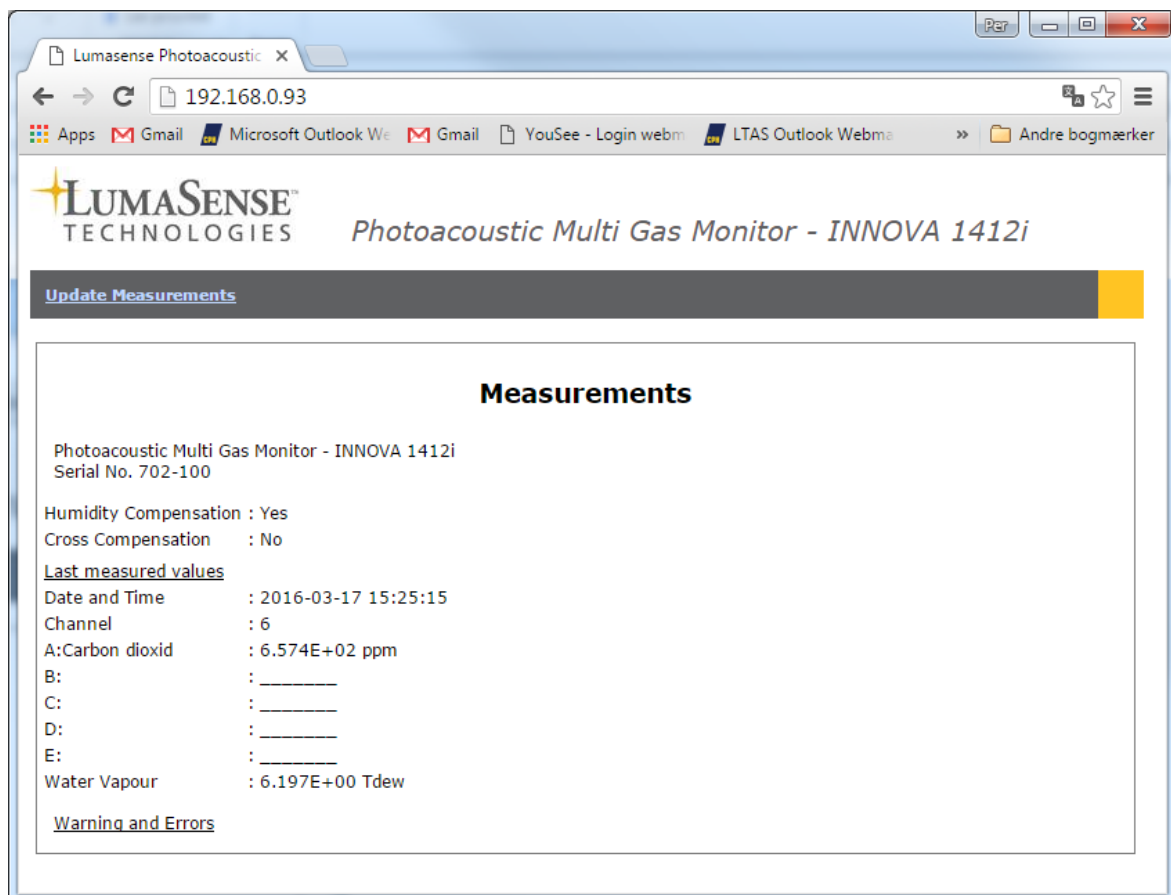 Per
Lumasense Photoacoustic
192.168.0.93
Apps Gmail Microsoft Outlook We Gmail YouSee - Login webm LTAS Outlook Webma » Andre bogmærker
LUMASENSE™
TECHNOLOGIES
Photoacoustic Multi Gas Monitor - INNOVA 1412i
Update Measurements
Measurements
Photoacoustic Multi Gas Monitor - INNOVA 1412i
Serial No. 702-100
Humidity Compensation : Yes
Cross Compensation : No
Last measured values
Date and Time : 2016-03-17 15:25:15
Channel : 6
A:Carbon dioxid : 6.574E+02 ppm
B: : _______
C: : _______
D: : _______
E: : _______
Water Vapour : 6.197E+00 Tdew
Warning and Errors